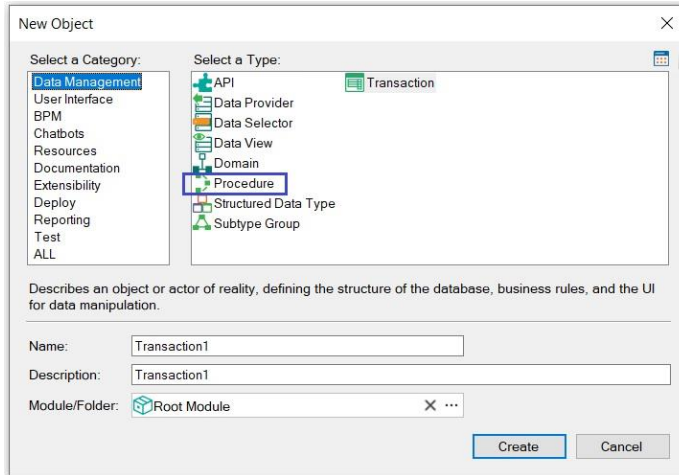 New Object
Select a Category:
Data Management
User Interface
BPM
Chatbots
Resources
Documentation
Extensibility
Deploy
Reporting
Test
ALL
Select a Type:
API
Data Provider
Data Selector
Data View
Domain
Procedure
Structured Data Type
Subtype Group
Transaction
Describes an object or actor of reality, defining the structure of the database, business rules, and the UI
for data manipulation.
Name: Transaction1
Description: Transaction1
Module/Folder: Root Module
Create Cancel